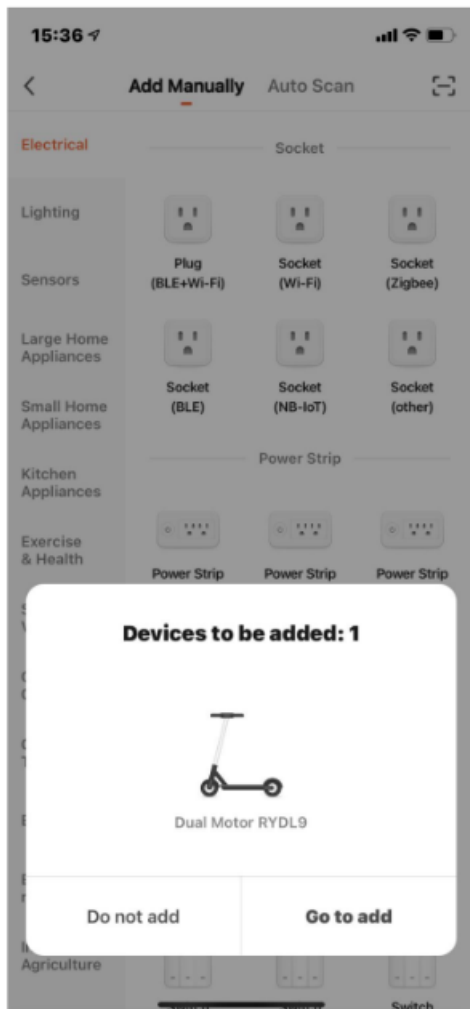 15:36
Add Manually
Auto Scan
Electrical
Socket
Lighting
Plug
(BLE+Wi-Fi)
Socket
(Wi-Fi)
Socket
(Zigbee)
Sensors
Large Home
Appliances
Socket
(BLE)
Socket
(NB-IoT)
Socket
(other)
Small Home
Appliances
Power Strip
Kitchen
Appliances
Exercise
& Health
Power Strip
Power Strip
Power Strip
Devices to be added: 1
Dual Motor RYDL9
Do not add
Go to add
Agriculture
Switch